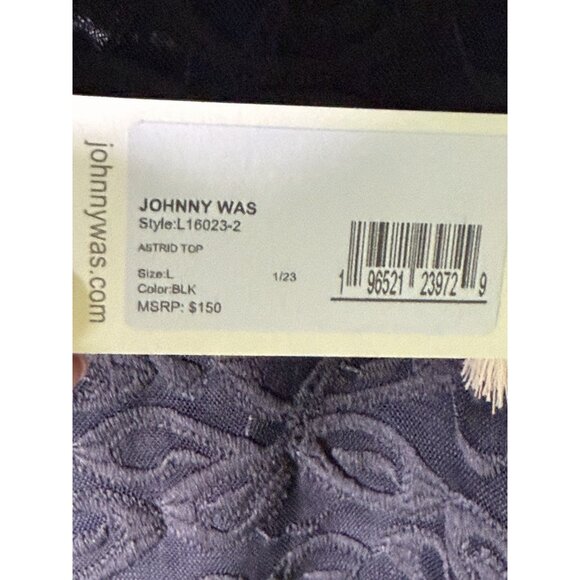 johnnywas.com
JOHNNY WAS
Style:L16023-2
ASTRID TOP
Size:L 1/23
Color:BLK
MSRP: $150
1 96521 23972 9